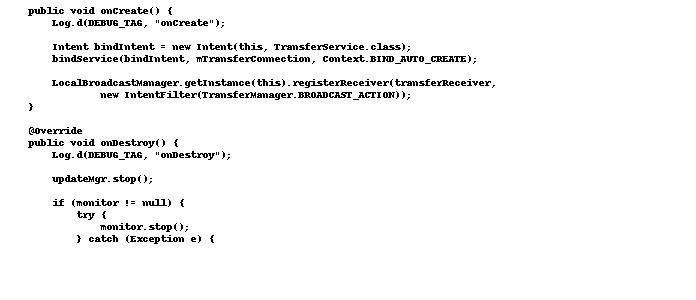 public void onCreate() {
Log.d(DEBUG_TAG, "onCreate");
Intent bindIntent = new Intent(this, TransferService.class);
bindService(bindIntent, mTransferConnection, Context.BIND_AUTO_CREATE);
LocalBroadcastManager.getInstance(this).registerReceiver(transferReceiver,
new IntentFilter(TransferManager.BROADCAST_ACTION));
}
@Override
public void onDestroy() {
Log.d(DEBUG_TAG, "onDestroy");
updateMgr.stop();
if (monitor != null) {
try {
monitor.stop();
} catch (Exception e) {